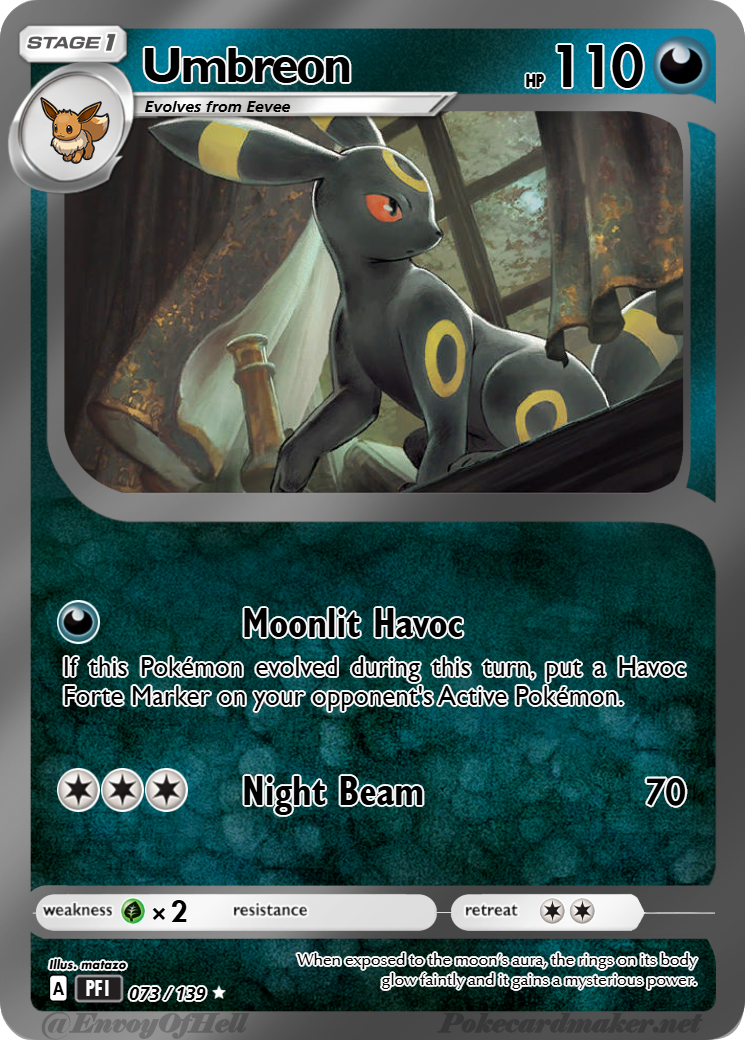 STAGE 1
Umbreon
HP 110
Evolves from Eevee
Moonlit Havoc
If this Pokémon evolved during this turn, put a Havoc
Forte Marker on your opponent's Active Pokémon.
Night Beam 70
weakness × 2 resistance retreat
Illus. matazo
A PFI 073 / 139
When exposed to the moon's aura, the rings on its body
glow faintly and it gains a mysterious power.
@EnvoyOfHell Pokecardmaker.net